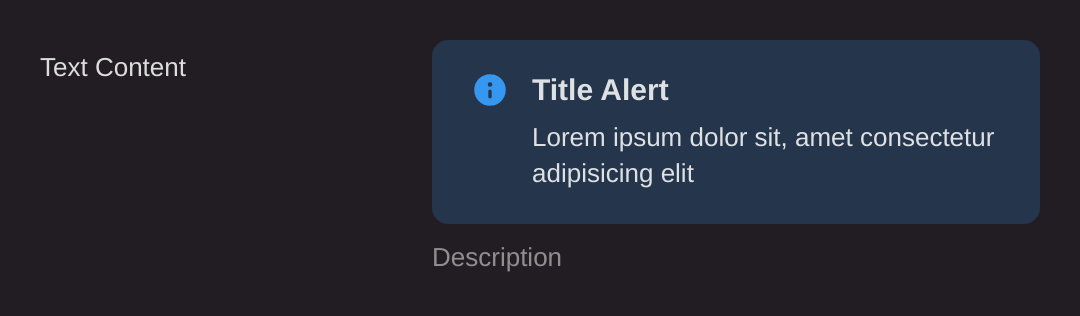 Text Content
Title Alert
Lorem ipsum dolor sit, amet consectetur
adipisicing elit
Description